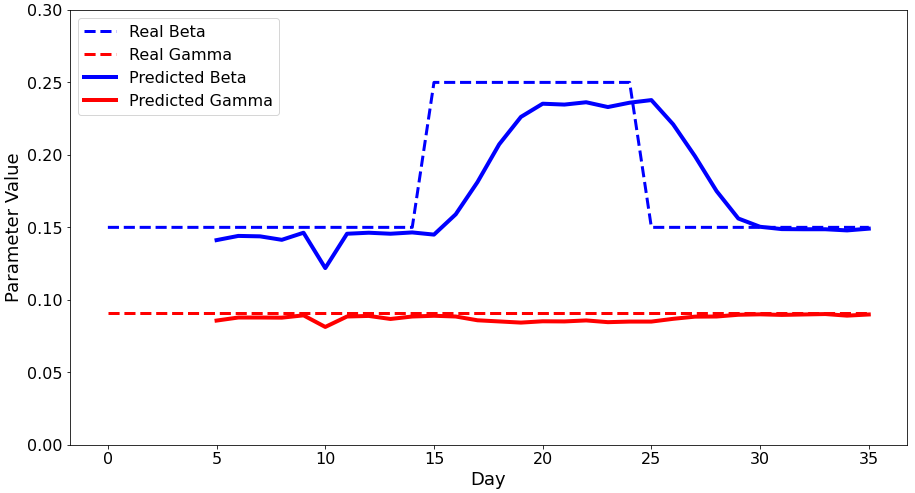 Real Beta
Real Gamma
Predicted Beta
Predicted Gamma
0.30
0.25
0.20
0.15
0.10
0.05
0.00
Parameter Value
0 5 10 15 20 25 30 35
Day